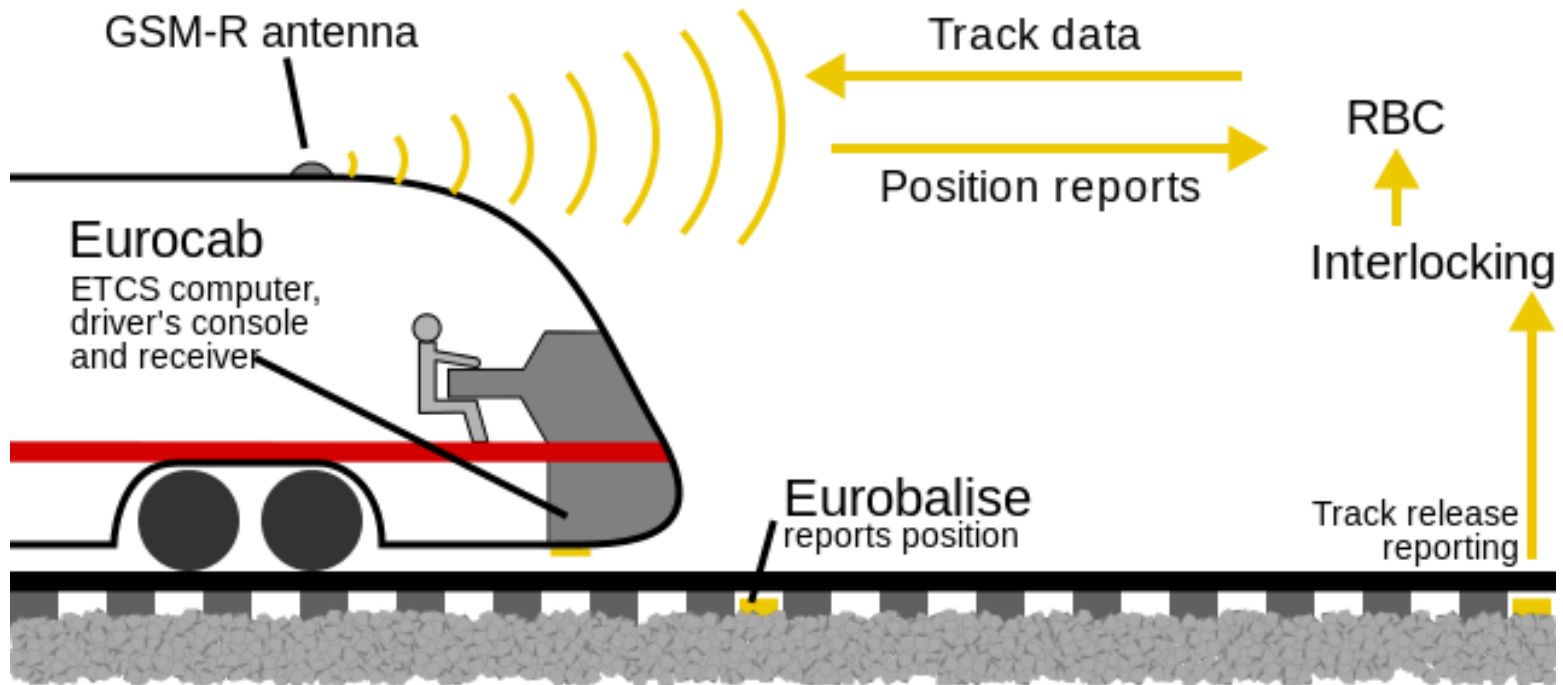 GSM-R antenna
Track data
RBC
Position reports
Eurocab
ETCS computer,
driver's console
and receiver
Interlocking
Eurobalise
reports position
Track release
reporting